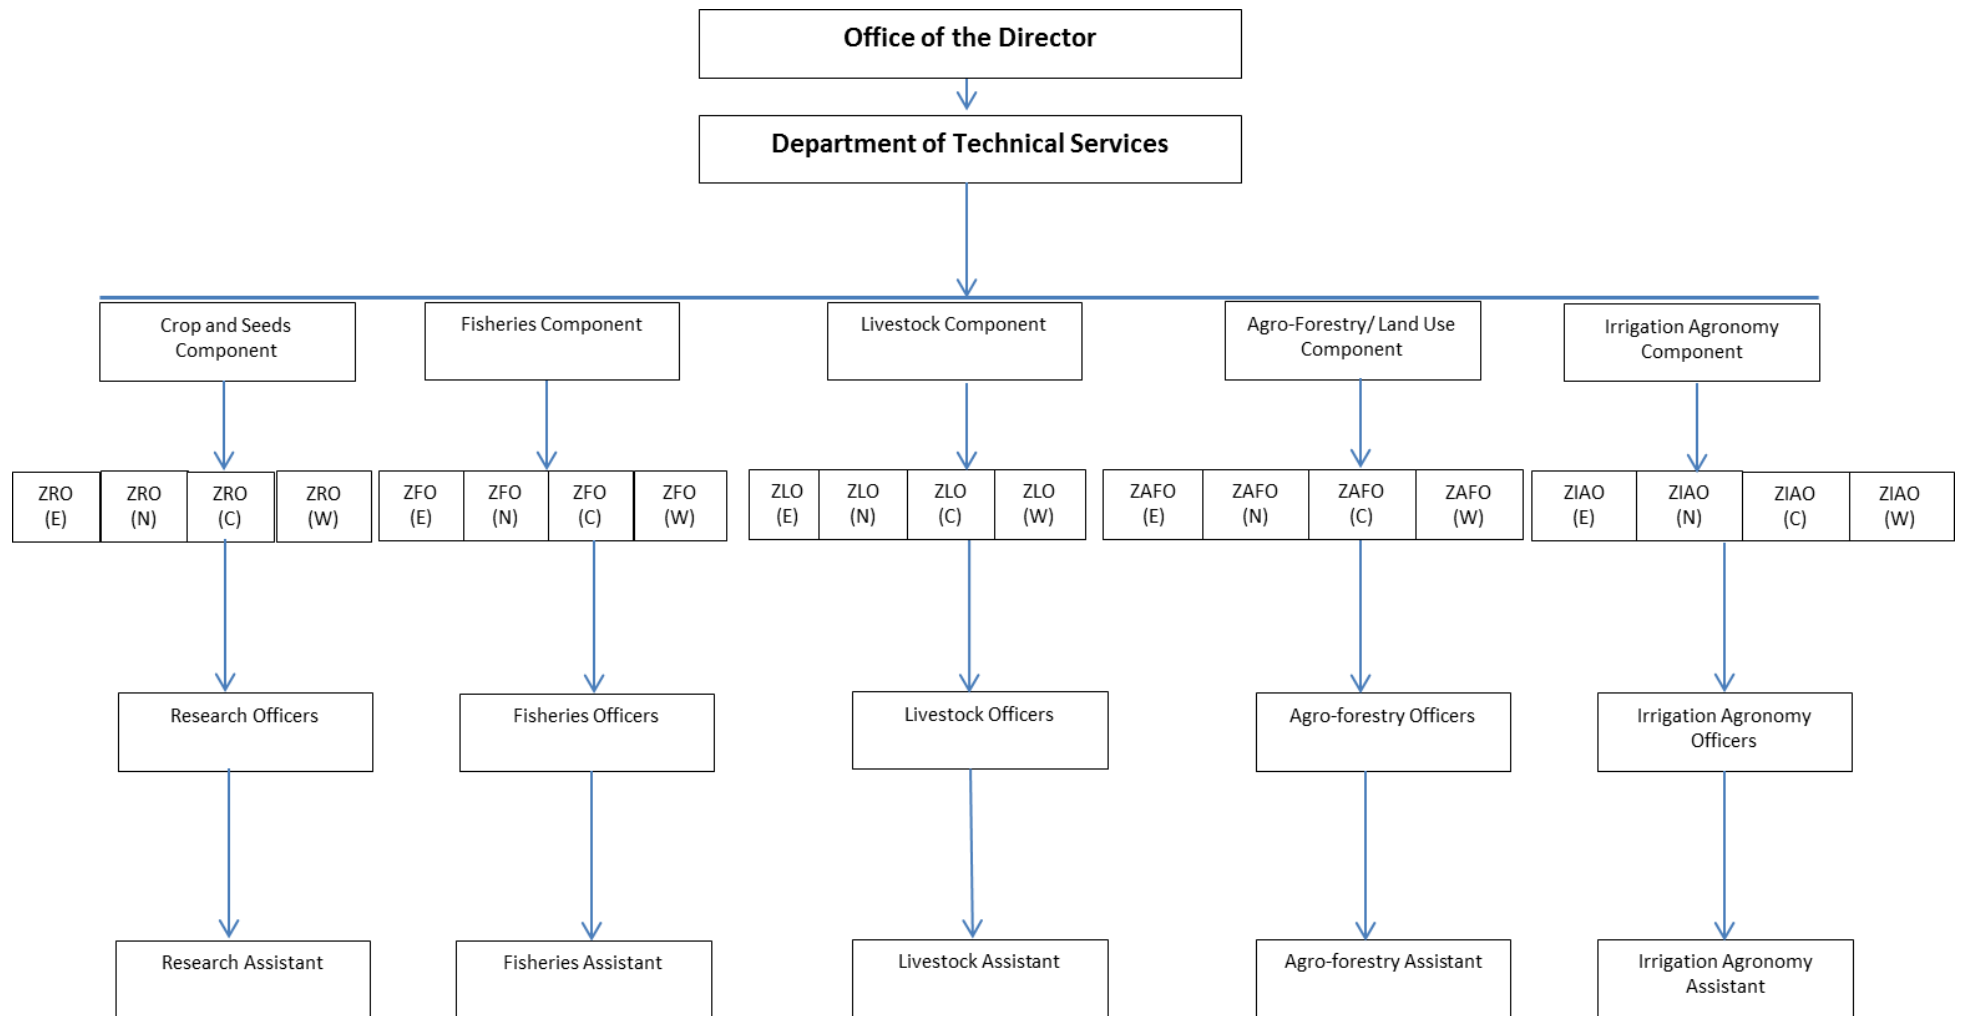 Office of the Director
Department of Technical Services
Crop and Seeds
Component
Fisheries Component
Livestock Component
Agro-Forestry/ Land Use
Component
Irrigation Agronomy
Component
ZRO
(E)
ZRO
(N)
ZRO
(C)
ZRO
(W)
ZFO
(E)
ZFO
(N)
ZFO
(C)
ZFO
(W)
ZLO
(E)
ZLO
(N)
ZLO
(C)
ZLO
(W)
ZAFO
(E)
ZAFO
(N)
ZAFO
(C)
ZAFO
(W)
ZIAO
(E)
ZIAO
(N)
ZIAO
(C)
ZIAO
(W)
Research Officers
Fisheries Officers
Livestock Officers
Agro-forestry Officers
Irrigation Agronomy
Officers
Research Assistant
Fisheries Assistant
Livestock Assistant
Agro-forestry Assistant
Irrigation Agronomy
Assistant